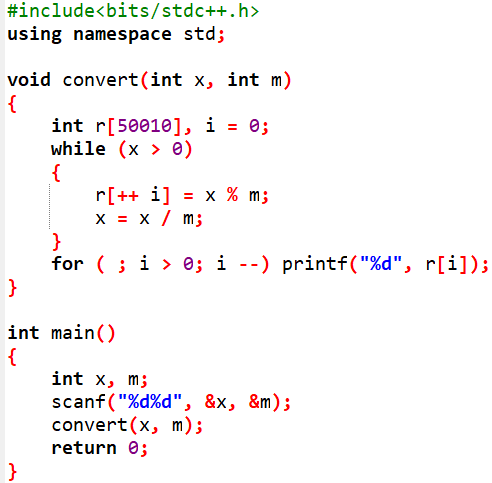 #include<bits/stdc++.h>
using namespace std;

void convert(int x, int m)
{
    int r[50010], i = 0;
    while (x > 0)
    {
        r[++ i] = x % m;
        x = x / m;
    }
    for ( ; i > 0; i --) printf("%d", r[i]);
}

int main()
{
    int x, m;
    scanf("%d%d", &x, &m);
    convert(x, m);
    return 0;
}